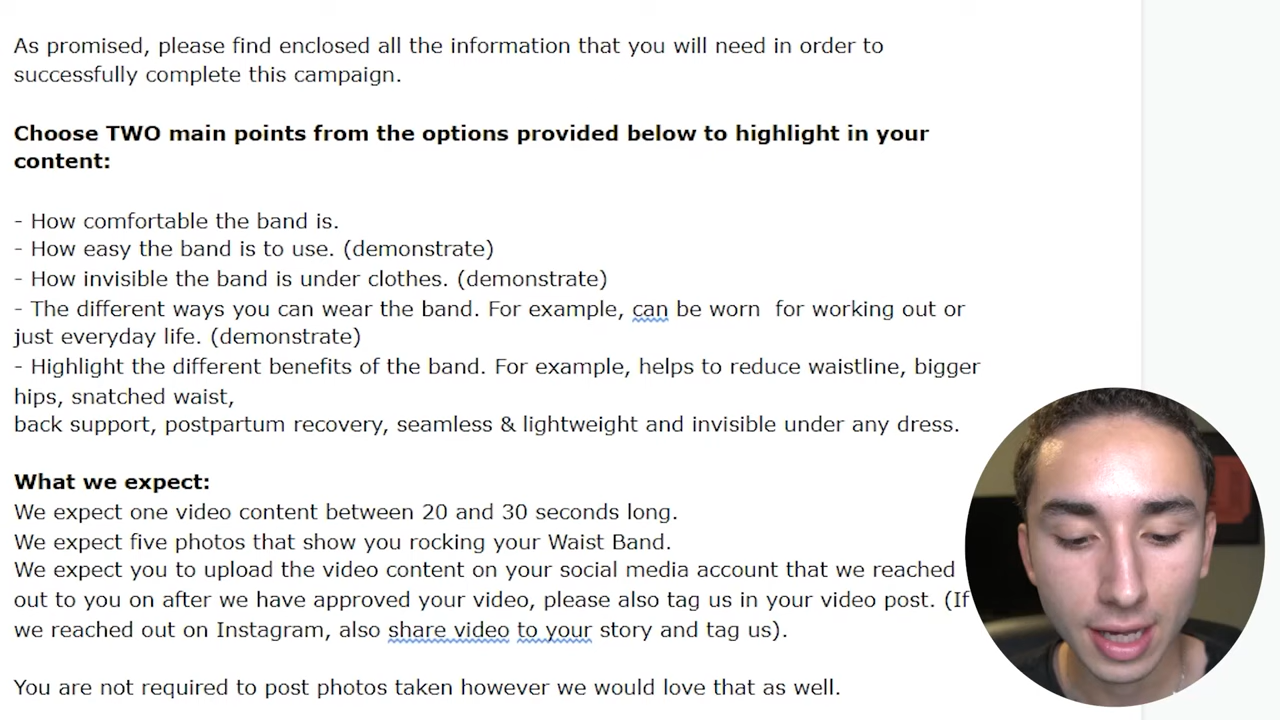 As promised, please find enclosed all the information that you will need in order to
successfully complete this campaign.
Choose TWO main points from the options provided below to highlight in your
content:
- How comfortable the band is.
- How easy the band is to use. (demonstrate)
- How invisible the band is under clothes. (demonstrate)
- The different ways you can wear the band. For example, can be worn  for working out or
just everyday life. (demonstrate)
- Highlight the different benefits of the band. For example, helps to reduce waistline, bigger
hips, snatched waist,
back support, postpartum recovery, seamless & lightweight and invisible under any dress.
What we expect:
We expect one video content between 20 and 30 seconds long.
We expect five photos that show you rocking your Waist Band.
We expect you to upload the video content on your social media account that we reached
out to you on after we have approved your video, please also tag us in your video post. (If
we reached out on Instagram, also share video to your story and tag us).
You are not required to post photos taken however we would love that as well.